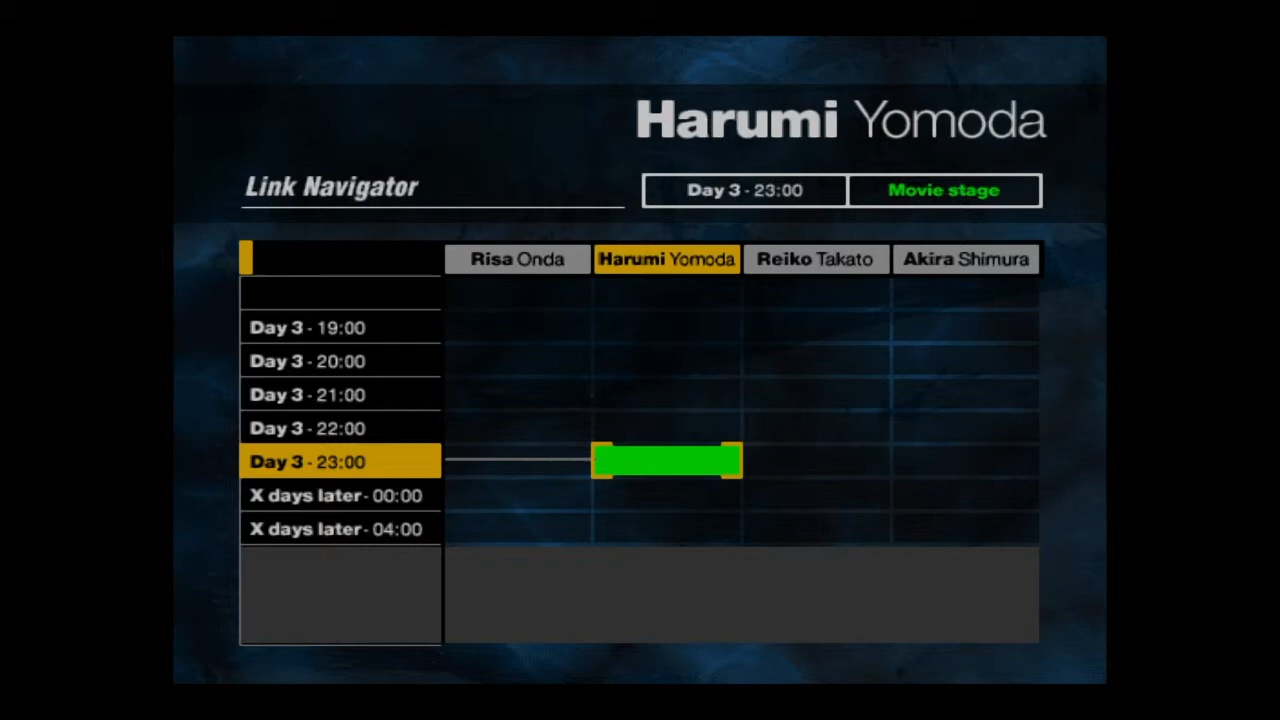 Harumi Yomoda
Link Navigator
Day 3 - 23:00 Movie stage
Risa Onda Harumi Yomoda Reiko Takato Akira Shimura
Day 3 - 19:00
Day 3 - 20:00
Day 3 - 21:00
Day 3 - 22:00
Day 3 - 23:00
X days later - 00:00
X days later - 04:00